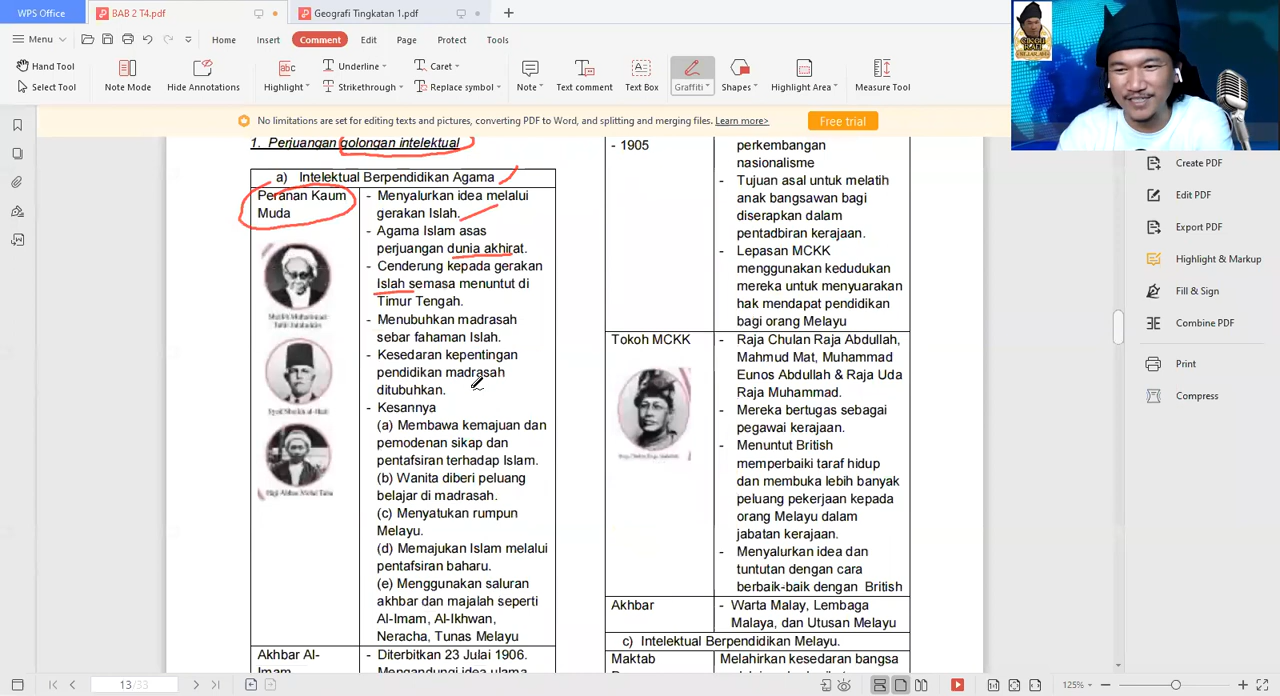 WPS Office
BAB 2 T4.pdf
Geografi Tingkatan 1.pdf
Menu
Home
Insert
Comment
Edit
Page
Protect
Tools
Hand Tool
Select Tool
Note Mode
Hide Annotations
Highlight
Underline
Strikethrough
Caret
Replace symbol
Note
Text comment
Text Box
Graffiti
Shapes
Highlight Area
Measure Tool
No limitations are set for editing texts and pictures, converting PDF to Word, and splitting and merging files. Learn more>
Free trial
1. Perjuangan golongan intelektual
a) Intelektual Berpendidikan Agama
Peranan Kaum
Muda
- Menyalurkan idea melalui
gerakan Islah.
- Agama Islam asas
perjuangan dunia akhirat.
- Cenderung kepada gerakan
Islah semasa menuntut di
Timur Tengah.
- Menubuhkan madrasah
sebar fahaman Islah.
- Kesedaran kepentingan
pendidikan madrasah
ditubuhkan.
- Kesannya
(a) Membawa kemajuan dan
pemodenan sikap dan
pentafsiran terhadap Islam.
(b) Wanita diberi peluang
belajar di madrasah.
(c) Menyatukan rumpun
Melayu.
(d) Memajukan Islam melalui
pentafsiran baharu.
(e) Menggunakan saluran
akhbar dan majalah seperti
Al-Imam, Al-Ikhwan,
Neracha, Tunas Melayu
Akhbar Al-
Imam
- Diterbitkan 23 Julai 1906.
- Mengandungi idea ulama
- 1905
perkembangan
nasionalisme
- Tujuan asal untuk melatih
anak bangsawan bagi
diserapkan dalam
pentadbiran kerajaan.
- Lepasan MCKK
menggunakan kedudukan
mereka untuk menyuarakan
hak mendapat pendidikan
bagi orang Melayu
Tokoh MCKK
- Raja Chulan Raja Abdullah,
Mahmud Mat, Muhammad
Eunos Abdullah & Raja Uda
Raja Muhammad.
- Mereka bertugas sebagai
pegawai kerajaan.
- Menuntut British
memperbaiki taraf hidup
dan membuka lebih banyak
peluang pekerjaan kepada
orang Melayu dalam
jabatan kerajaan.
- Menyalurkan idea dan
tuntutan dengan cara
berbaik-baik dengan British
Akhbar
- Warta Malay, Lembaga
Malaya, dan Utusan Melayu
c) Intelektual Berpendidikan Melayu.
Maktab
Melahirkan kesedaran bangsa
Create PDF
Edit PDF
Export PDF
Highlight & Markup
Fill & Sign
Combine PDF
Print
Compress
13/33
125%